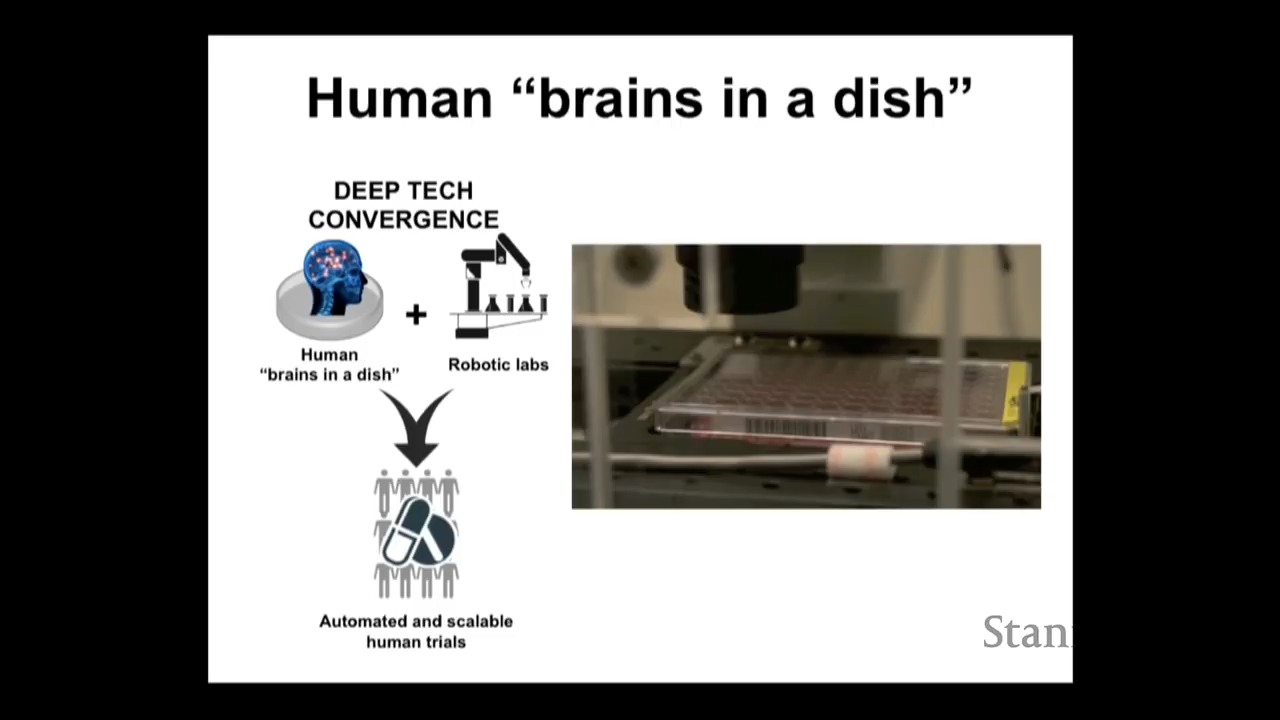 Human “brains in a dish”
DEEP TECH
CONVERGENCE
+
Human
“brains in a dish”
Robotic labs
Automated and scalable
human trials
Stan